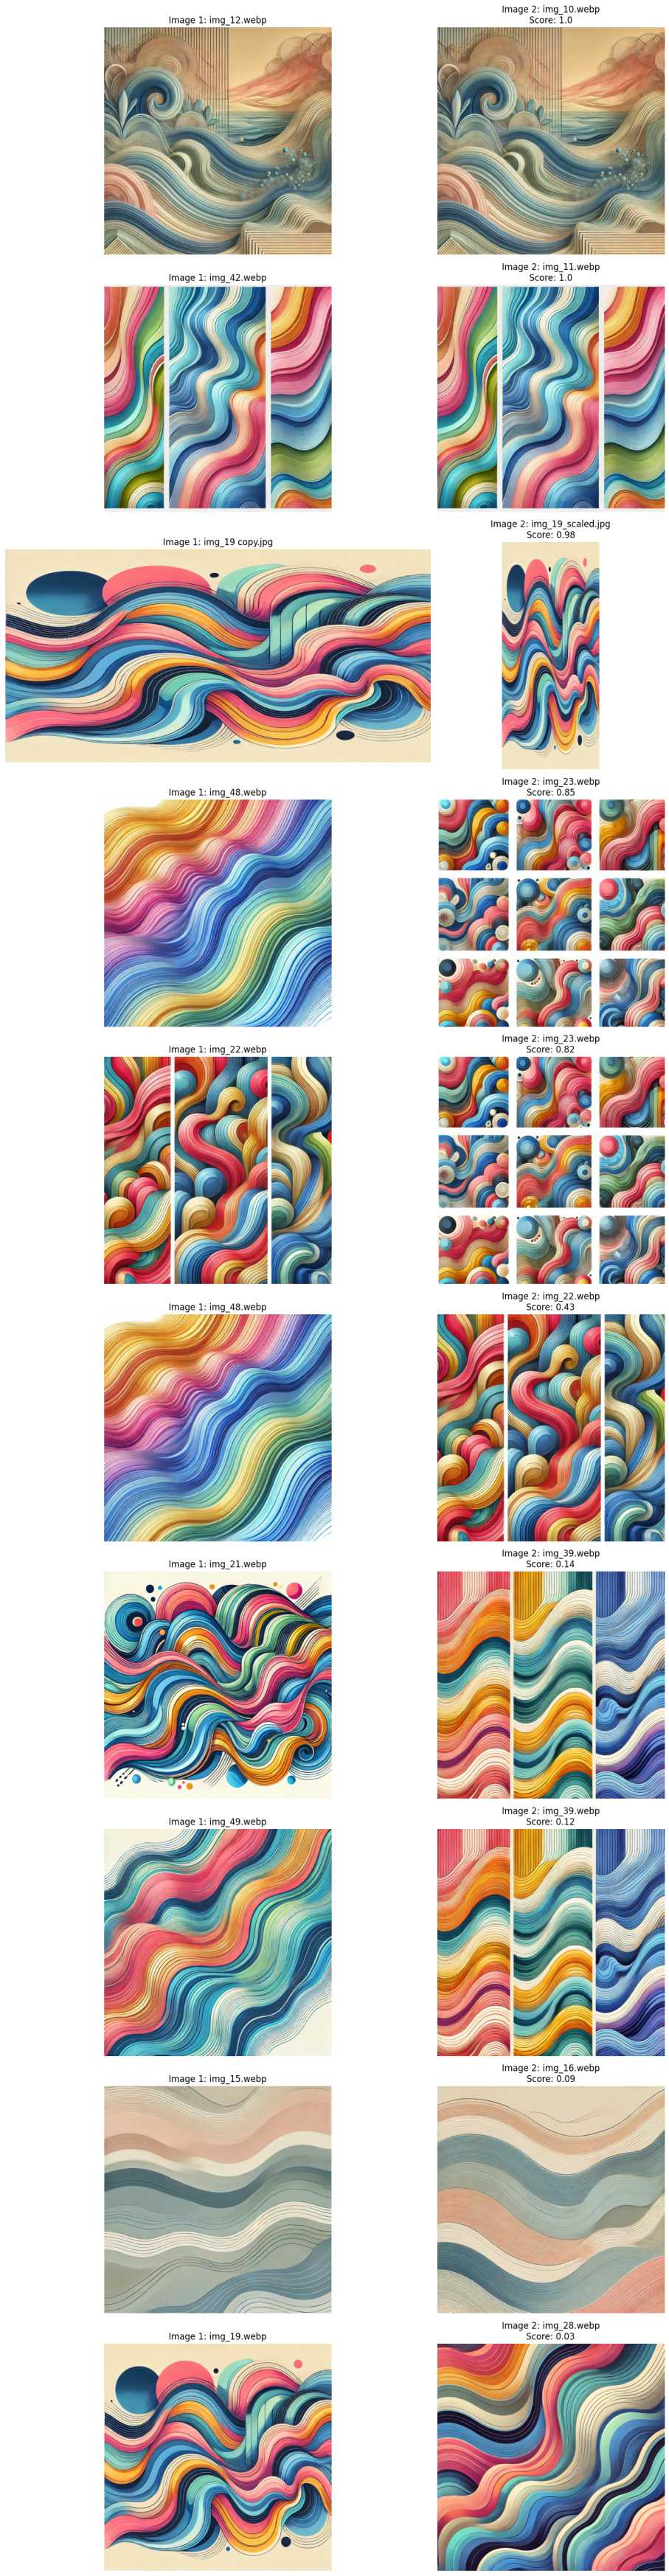 Image 1: img_12.webp
Image 2: img_10.webp
Score: 1.0
Image 1: img_42.webp
Image 2: img_11.webp
Score: 1.0
Image 1: img_19 copy.jpg
Image 2: img_19_scaled.jpg
Score: 0.98
Image 1: img_48.webp
Image 2: img_23.webp
Score: 0.85
Image 1: img_22.webp
Image 2: img_23.webp
Score: 0.82
Image 1: img_48.webp
Image 2: img_22.webp
Score: 0.43
Image 1: img_21.webp
Image 2: img_39.webp
Score: 0.14
Image 1: img_49.webp
Image 2: img_39.webp
Score: 0.12
Image 1: img_15.webp
Image 2: img_16.webp
Score: 0.09
Image 1: img_19.webp
Image 2: img_28.webp
Score: 0.03